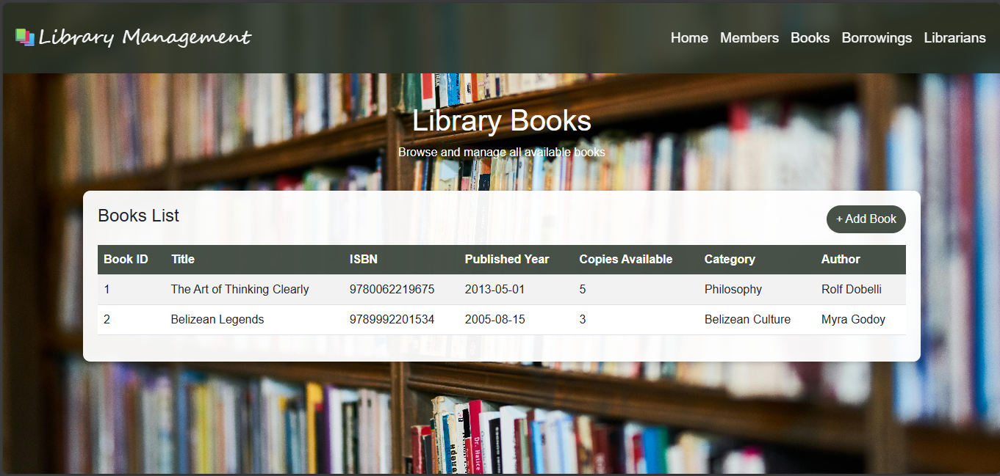 Library Management
Home Members Books Borrowings Librarians
Library Books
Browse and manage all available books
Books List
+ Add Book
Book ID Title ISBN Published Year Copies Available Category Author
1 The Art of Thinking Clearly 9780062219675 2013-05-01 5 Philosophy Rolf Dobelli
2 Belizean Legends 9789992201534 2005-08-15 3 Belizean Culture Myra Godoy
Dr. Hatice